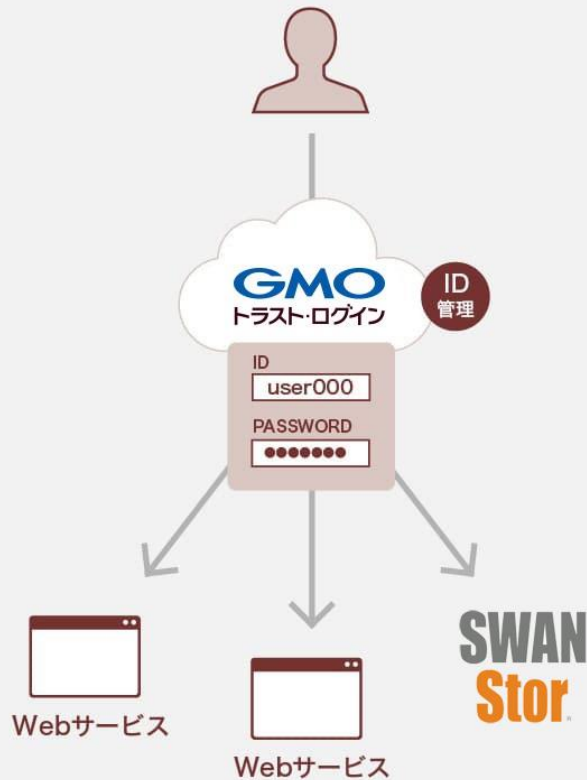 GMO
トラスト・ログイン
ID
管理
ID
user000
PASSWORD
●●●●●●●
SWAN
Stor
Webサービス
Webサービス